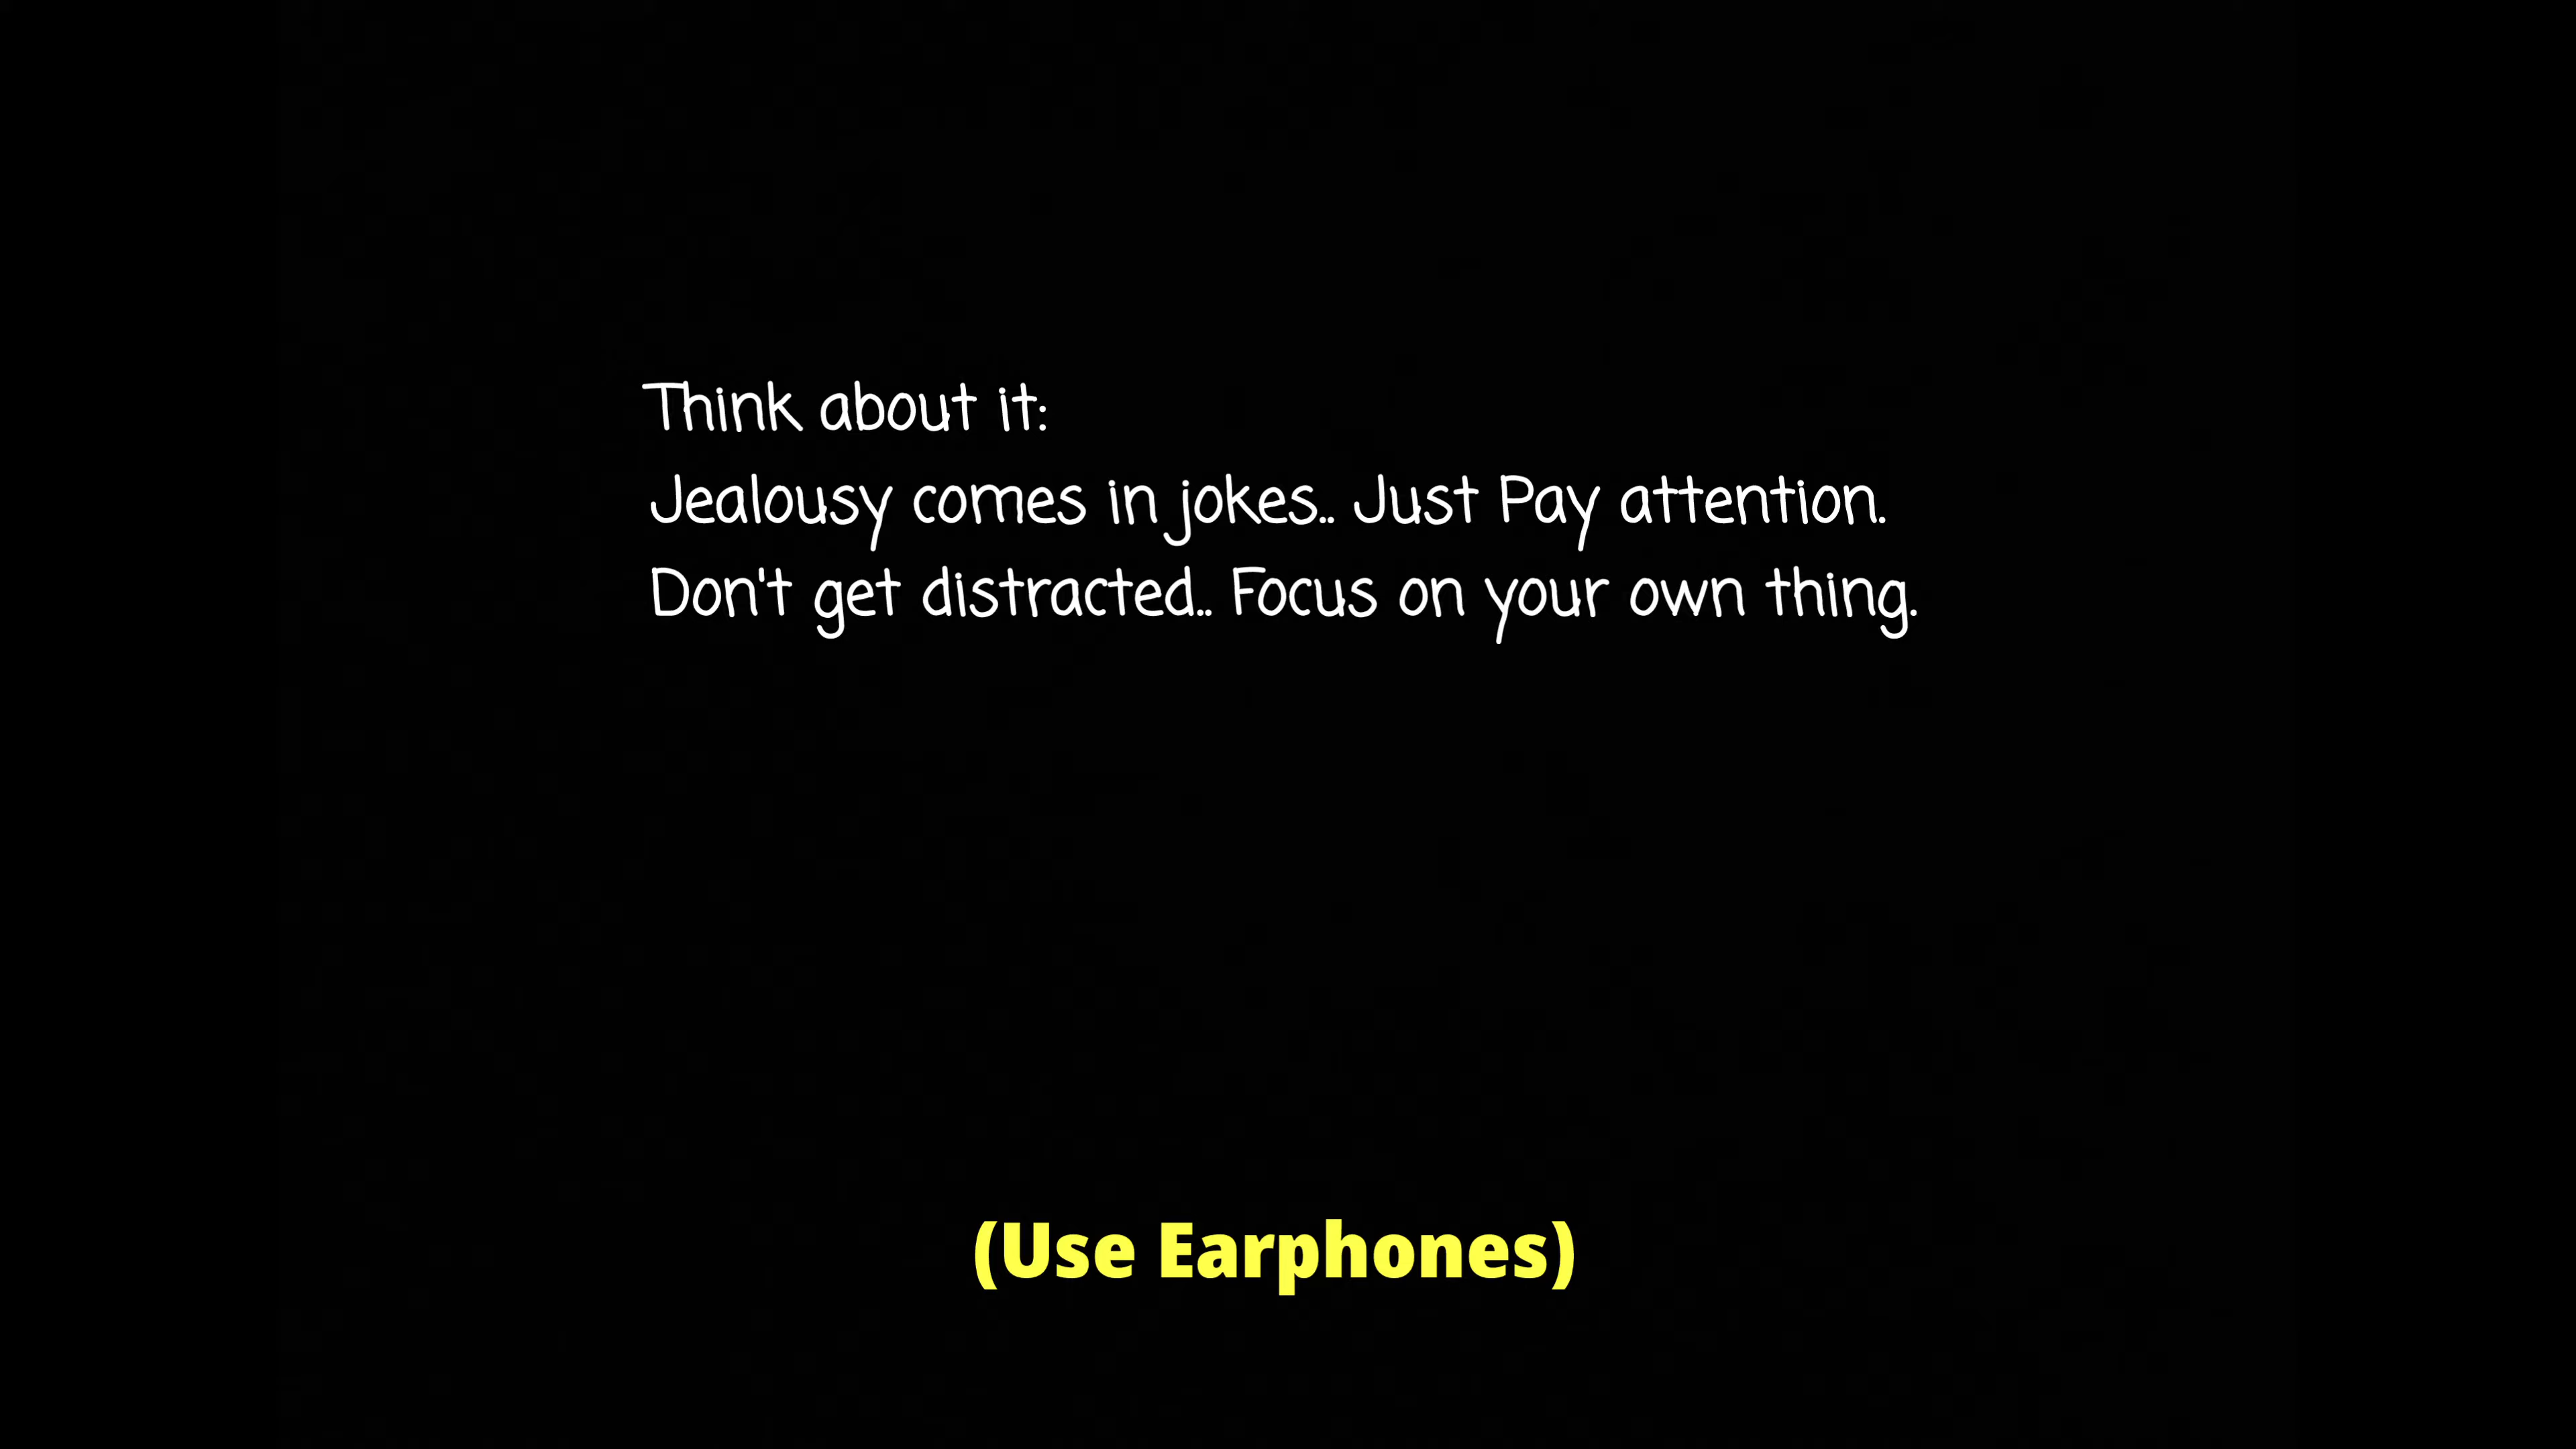 Think about it:
Jealousy comes in jokes.. Just Pay attention.
Don't get distracted.. Focus on your own thing.
(Use Earphones)